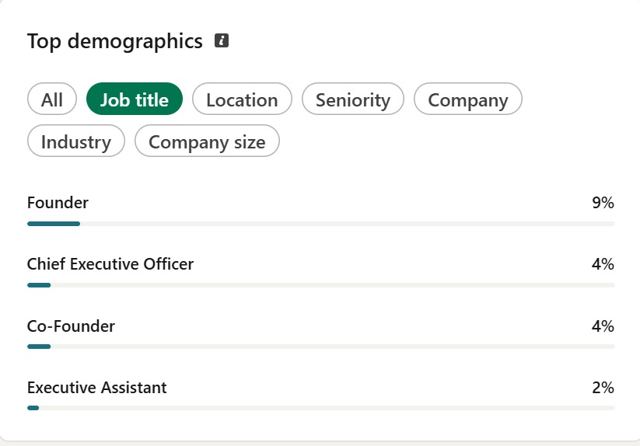 Top demographics
All Job title Location Seniority Company
Industry Company size
Founder 9%
Chief Executive Officer 4%
Co-Founder 4%
Executive Assistant 2%